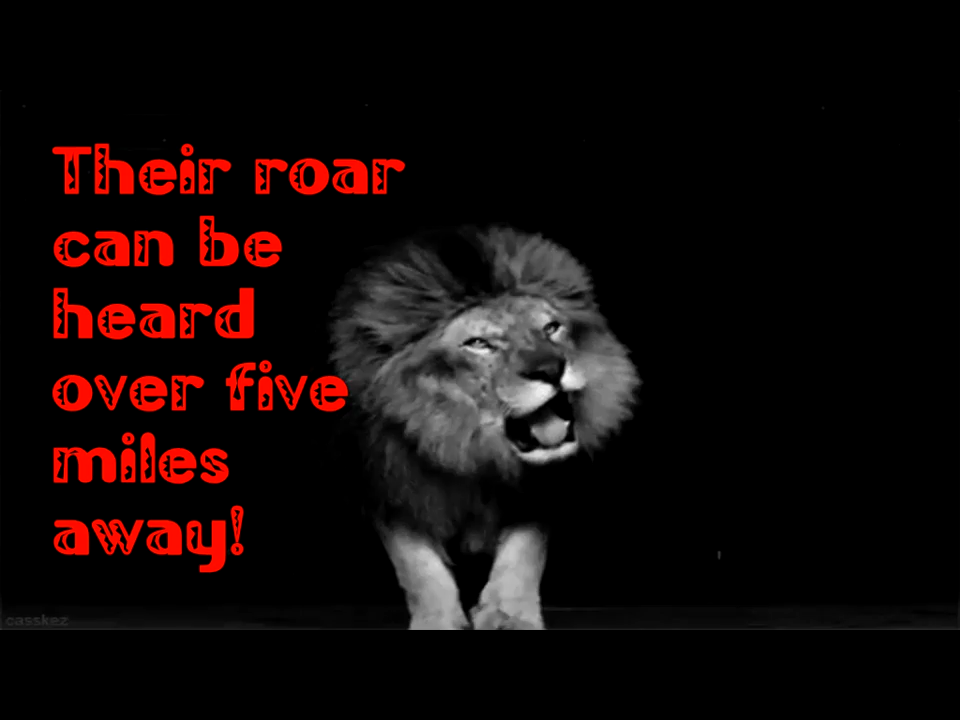 Their roar
can be
heard
over five
miles
away!
casskez